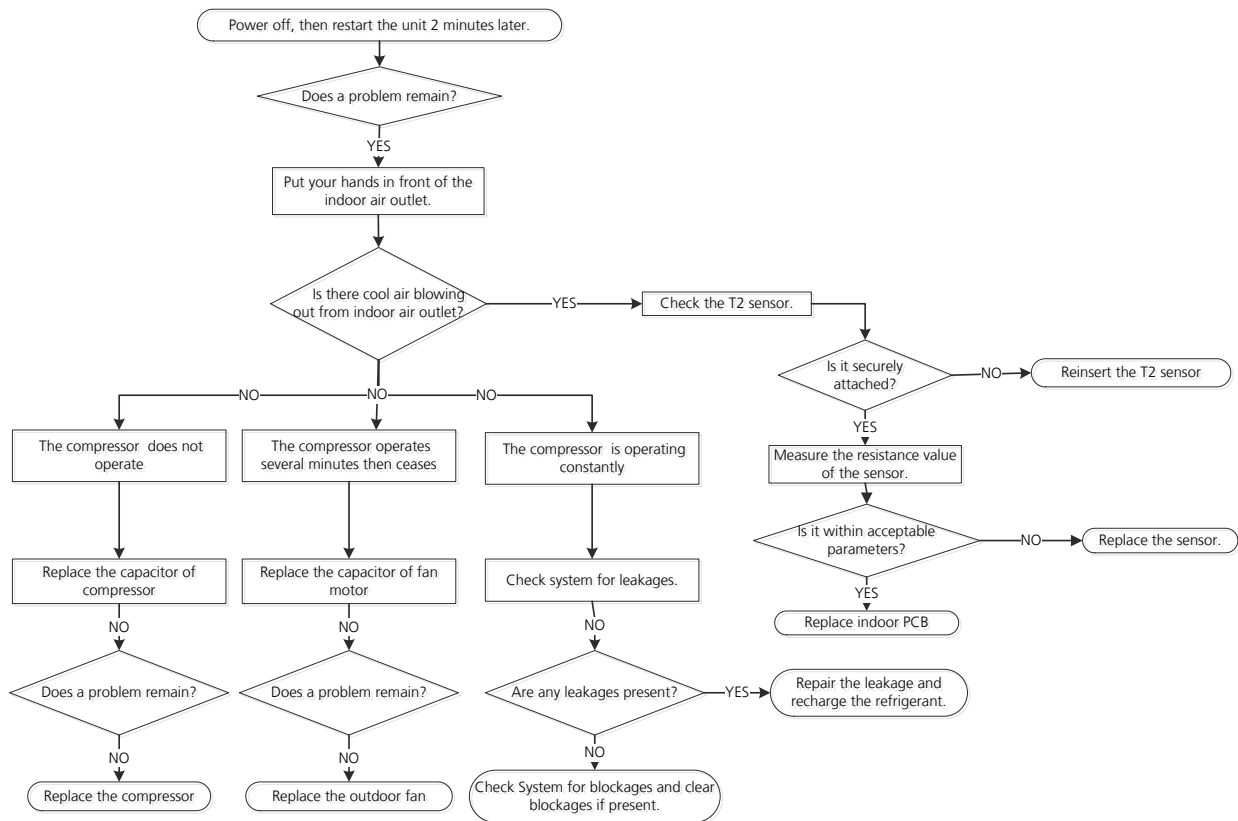 Power off, then restart the unit 2 minutes later.
Does a problem remain?
YES
Put your hands in front of the
indoor air outlet.
Is there cool air blowing
out from indoor air outlet?
YES
Check the T2 sensor.
Is it securely
attached?
NO
Reinsert the T2 sensor
YES
Measure the resistance value
of the sensor.
Is it within acceptable
parameters?
NO
Replace the sensor.
YES
Replace indoor PCB
NO
NO
NO
The compressor does not
operate
The compressor operates
several minutes then ceases
The compressor is operating
constantly
Replace the capacitor of
compressor
Replace the capacitor of fan
motor
Check system for leakages.
NO
NO
NO
Does a problem remain?
Does a problem remain?
Are any leakages present?
YES
Repair the leakage and
recharge the refrigerant.
NO
NO
NO
Replace the compressor
Replace the outdoor fan
Check System for blockages and clear
blockages if present.